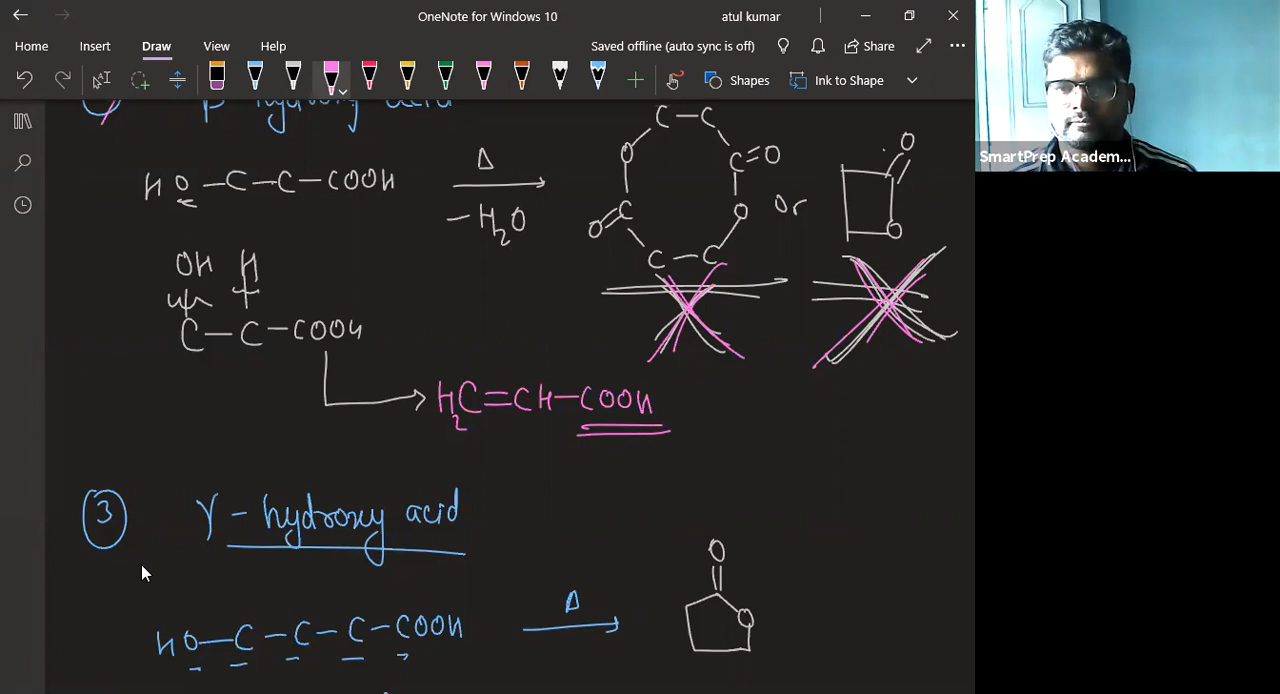 OneNote for Windows 10
atul kumar
Home Insert Draw View Help
Saved offline (auto sync is off)
Share
Shapes
Ink to Shape
SmartPrep Academ...
β hydroxy acid
HO–C–C–COOH
Δ
–H₂O
C–C
O
C=O
O
O=C
C–C
Or
O
O
OH H
C–C–COOH
H₂C=CH–COOH
3 γ-hydroxy acid
HO–C–C–C–COOH
Δ
O
O